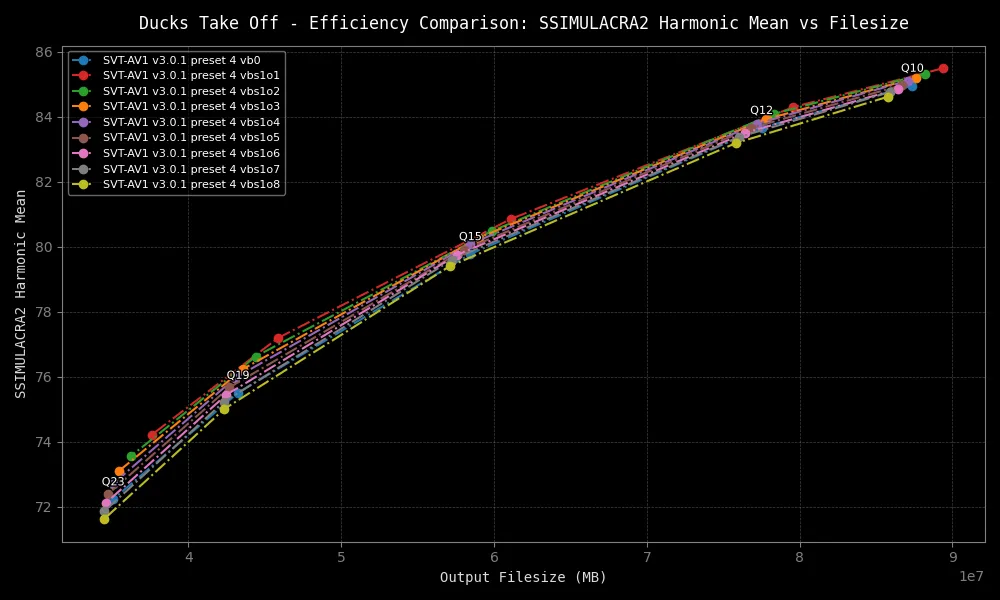 Ducks Take Off - Efficiency Comparison: SSIMULACRA2 Harmonic Mean vs Filesize
SSIMULACRA2 Harmonic Mean
86
84
82
80
78
76
74
72
SVT-AV1 v3.0.1 preset 4 vb0
SVT-AV1 v3.0.1 preset 4 vbs1o1
SVT-AV1 v3.0.1 preset 4 vbs1o2
SVT-AV1 v3.0.1 preset 4 vbs1o3
SVT-AV1 v3.0.1 preset 4 vbs1o4
SVT-AV1 v3.0.1 preset 4 vbs1o5
SVT-AV1 v3.0.1 preset 4 vbs1o6
SVT-AV1 v3.0.1 preset 4 vbs1o7
SVT-AV1 v3.0.1 preset 4 vbs1o8
Q10
Q12
Q15
Q19
Q23
4 5 6 7 8 9
1e7
Output Filesize (MB)